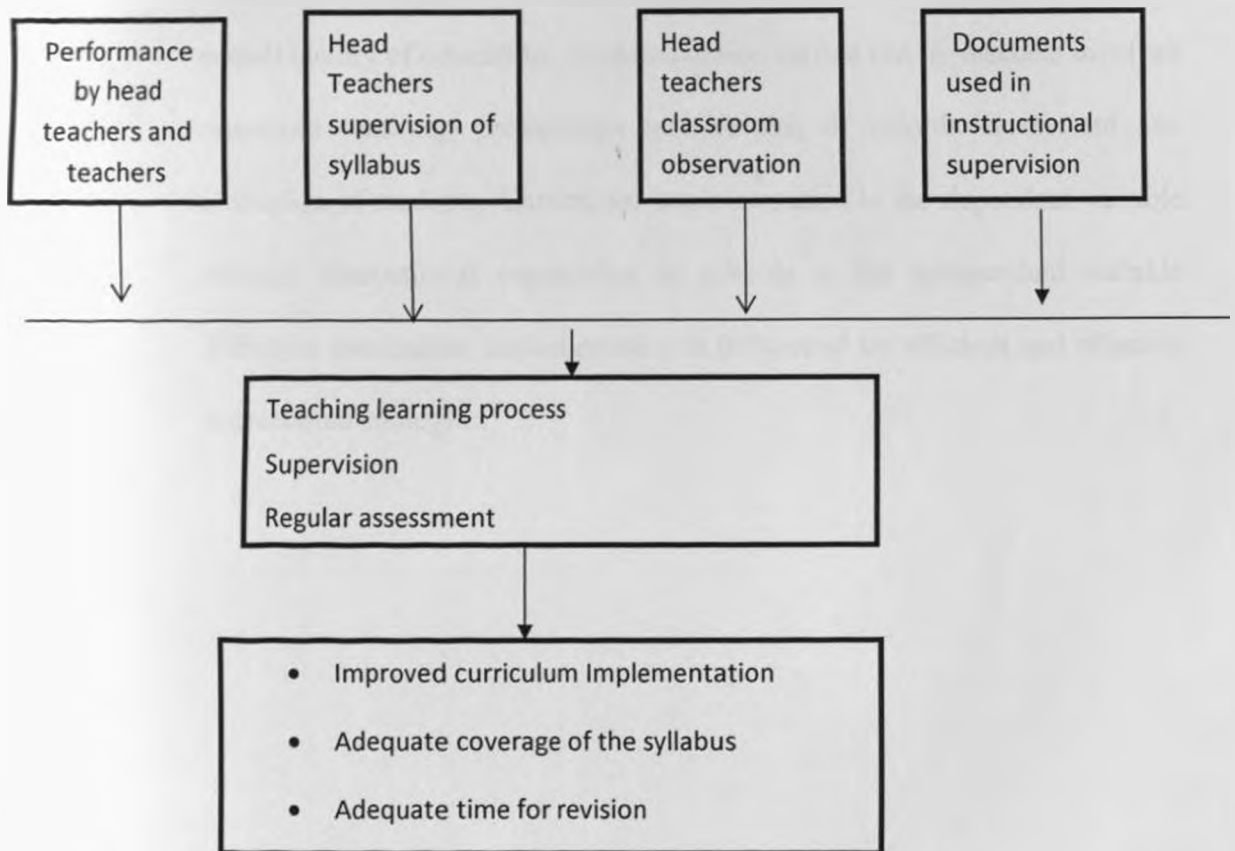 Performance
by head
teachers and
teachers
Head
Teachers
supervision of
syllabus
Head
teachers
classroom
observation
Documents
used in
instructional
supervision
Teaching learning process
Supervision
Regular assessment
• Improved curriculum Implementation
• Adequate coverage of the syllabus
• Adequate time for revision